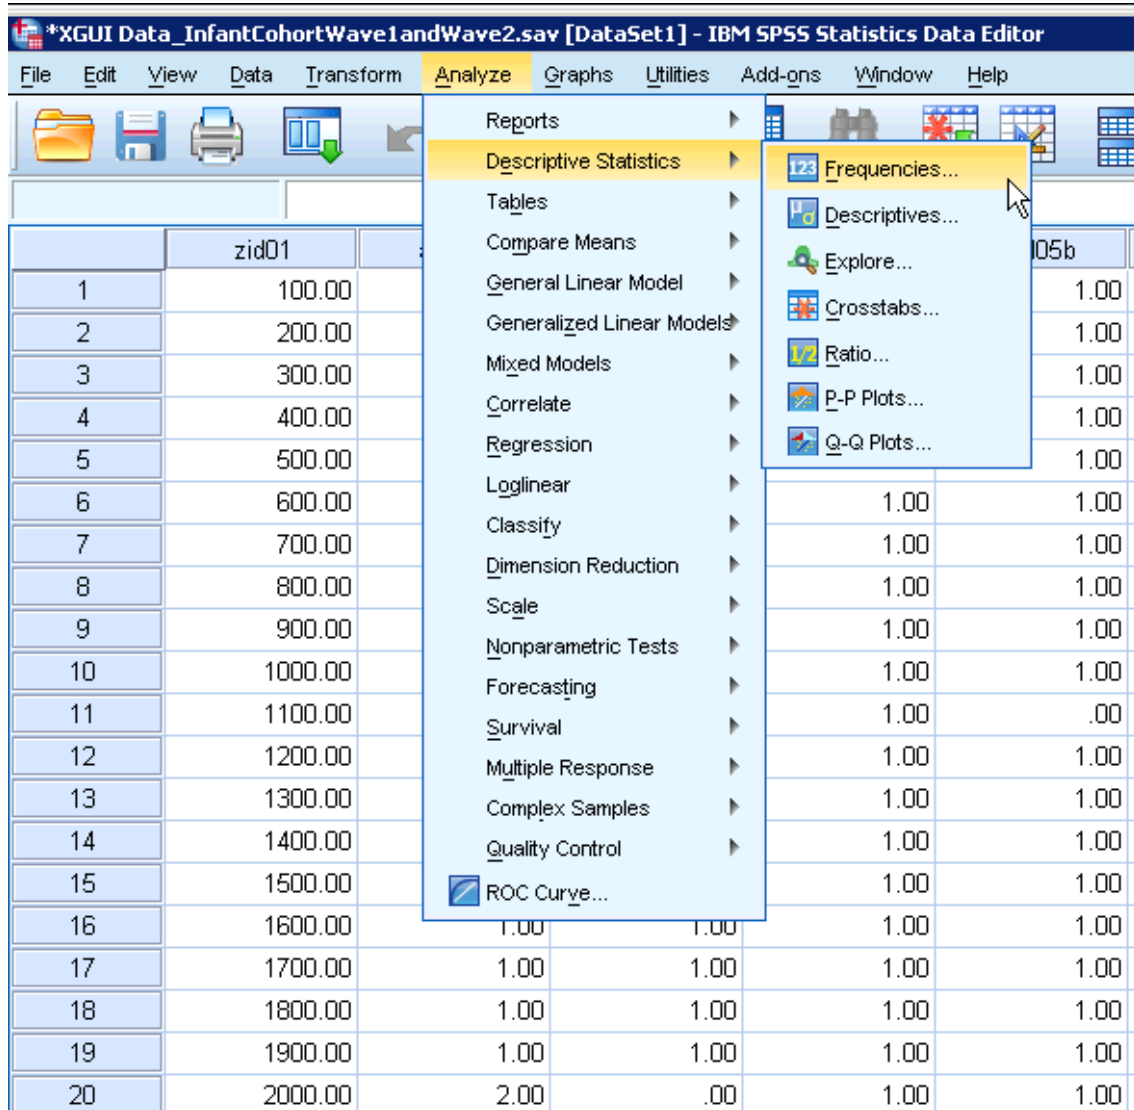 *XGUI Data_InfantCohortWave1andWave2.sav [DataSet1] - IBM SPSS Statistics Data Editor
File Edit View Data Transform Analyze Graphs Utilities Add-ons Window Help
Reports
Descriptive Statistics
Tables
Compare Means
General Linear Model
Generalized Linear Models
Mixed Models
Correlate
Regression
Loglinear
Classify
Dimension Reduction
Scale
Nonparametric Tests
Forecasting
Survival
Multiple Response
Complex Samples
Quality Control
ROC Curve...
123 Frequencies...
μσ Descriptives...
Explore...
Crosstabs...
1/2 Ratio...
P-P Plots...
Q-Q Plots...
zid01 05b
1 100.00 1.00
2 200.00 1.00
3 300.00 1.00
4 400.00 1.00
5 500.00 1.00
6 600.00 1.00 1.00
7 700.00 1.00 1.00
8 800.00 1.00 1.00
9 900.00 1.00 1.00
10 1000.00 1.00 1.00
11 1100.00 1.00 .00
12 1200.00 1.00 1.00
13 1300.00 1.00 1.00
14 1400.00 1.00 1.00
15 1500.00 1.00 1.00
16 1600.00 1.00 1.00 1.00 1.00
17 1700.00 1.00 1.00 1.00 1.00
18 1800.00 1.00 1.00 1.00 1.00
19 1900.00 1.00 1.00 1.00 1.00
20 2000.00 2.00 .00 1.00 1.00